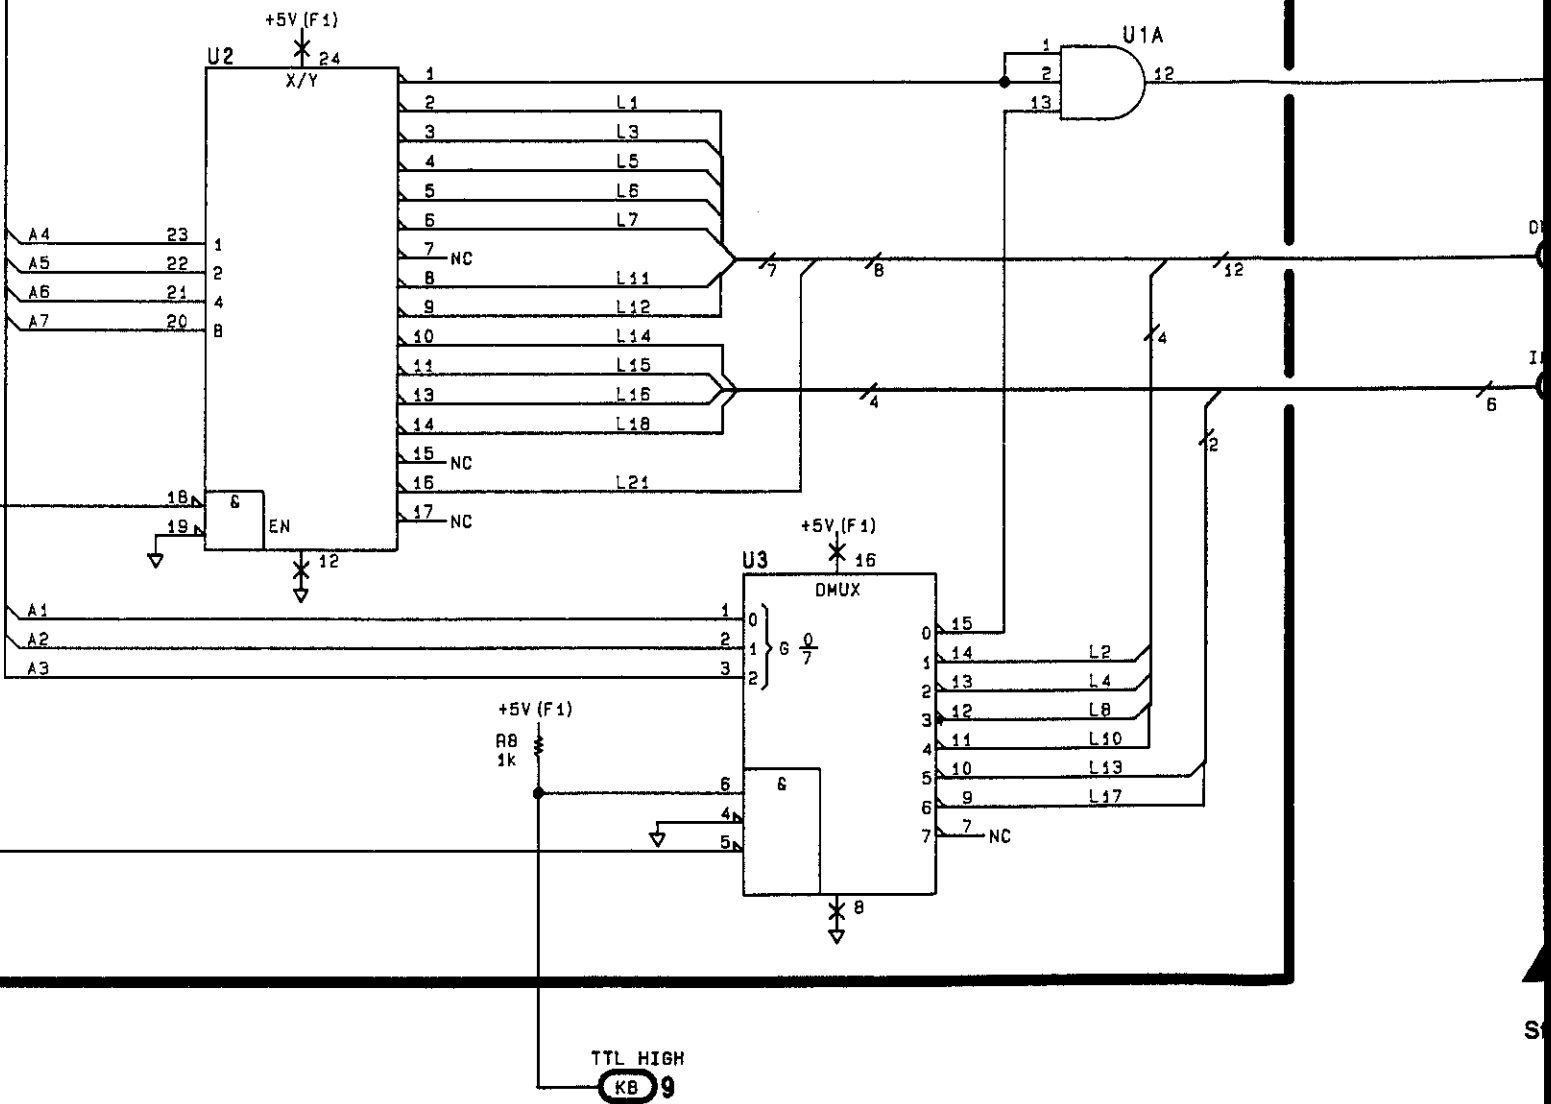 +5V(F1)
U1A
U2
24
X/Y
1
1
2
12
13
2 L1
3 L3
4 L5
5 L6
6 L7
7 NC
8 L11
9 L12
10 L14
11 L15
13 L16
14 L18
15 NC
16 L21
17 NC
A4 23 1
A5 22 2
A6 21 4
A7 20 8
7
8
12
4
4
6
2
18 &
19 EN
12
+5V(F1)
U3
16
DMUX
A1 1 0
A2 2 1 G 0/7
A3 3 2
0 15
1 14 L2
2 13 L4
3 12 L8
4 11 L10
5 10 L13
6 9 L17
7 7 NC
+5V(F1)
R8
1k
6 &
4
5
8
TTL HIGH
KB 9